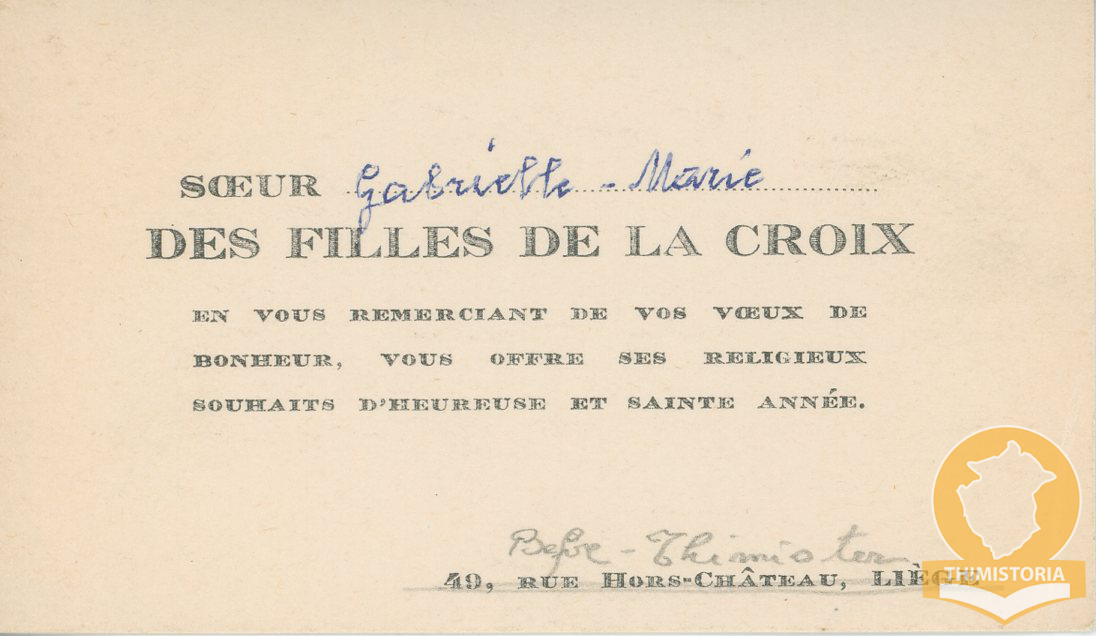 SŒUR Gabrielle - Marie
DES FILLES DE LA CROIX
EN VOUS REMERCIANT DE VOS VŒUX DE
BONHEUR, VOUS OFFRE SES RELIGIEUX
SOUHAITS D'HEUREUSE ET SAINTE ANNÉE.
Befve - Thimister
49, RUE HORS-CHÂTEAU, LIÈGE
THIMISTORIA